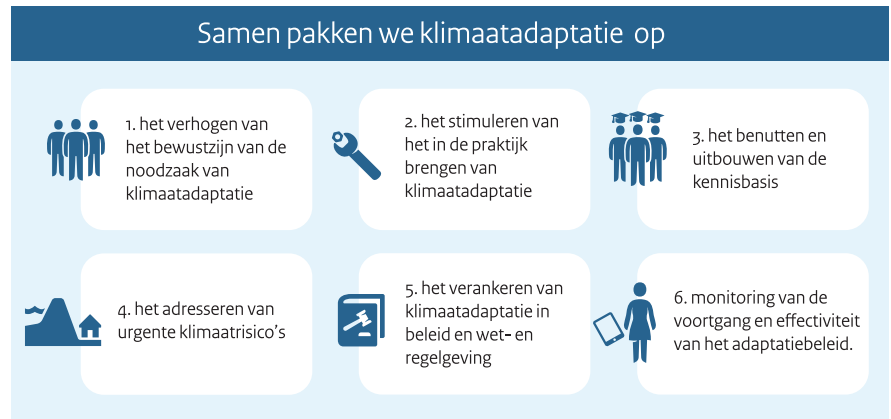 Samen pakken we klimaatadaptatie op
1. het verhogen van
het bewustzijn van de
noodzaak van
klimaatadaptatie
2. het stimuleren van
het in de praktijk
brengen van
klimaatadaptatie
3. het benutten en
uitbouwen van de
kennisbasis
4. het adresseren van
urgente klimaatrisico's
5. het verankeren van
klimaatadaptatie in
beleid en wet- en
regelgeving
6. monitoring van de
voortgang en effectiviteit
van het adaptatiebeleid.